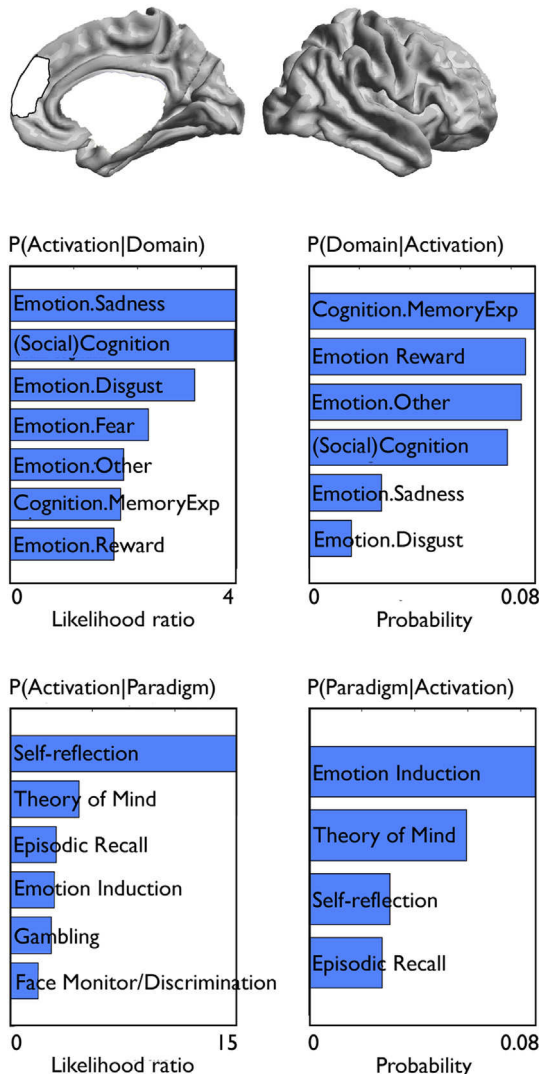 P(Activation|Domain)
Emotion.Sadness
(Social)Cognition
Emotion.Disgust
Emotion.Fear
Emotion.Other
Cognition.MemoryExp
Emotion.Reward
0 4
Likelihood ratio
P(Domain|Activation)
Cognition.MemoryExp
Emotion Reward
Emotion.Other
(Social)Cognition
Emotion.Sadness
Emotion.Disgust
0 0.08
Probability
P(Activation|Paradigm)
Self-reflection
Theory of Mind
Episodic Recall
Emotion Induction
Gambling
Face Monitor/Discrimination
0 15
Likelihood ratio
P(Paradigm|Activation)
Emotion Induction
Theory of Mind
Self-reflection
Episodic Recall
0 0.08
Probability